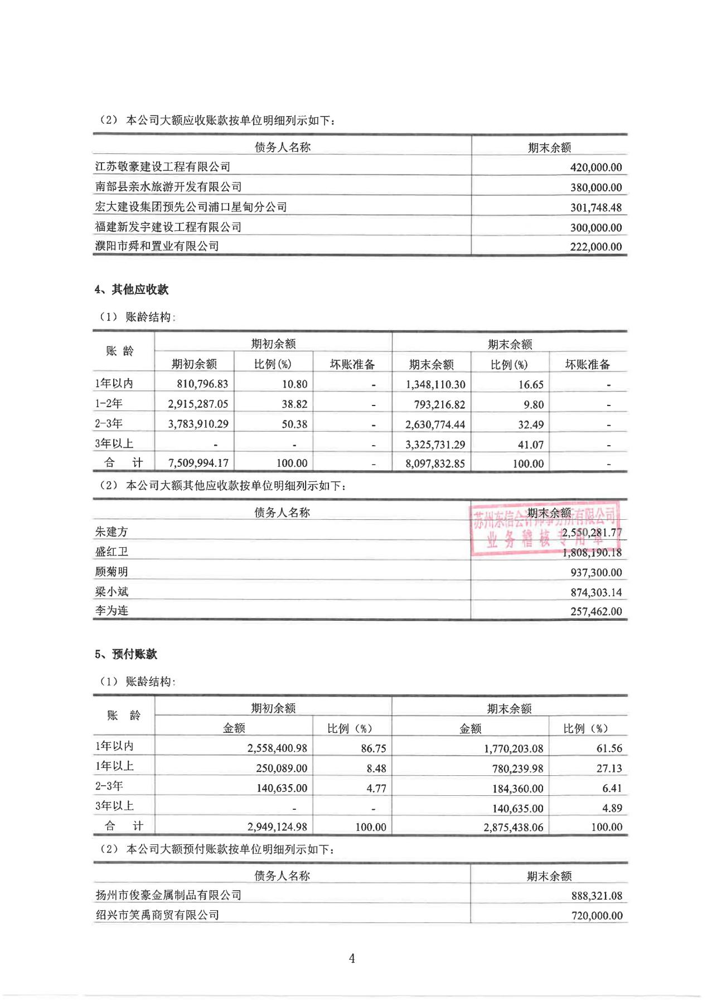 （2） 本公司大额应收账款按单位明细列示如下：
债务人名称 期末余额
江苏敬豪建设工程有限公司 420,000.00
南部县亲水旅游开发有限公司 380,000.00
宏大建设集团预先公司浦口星甸分公司 301,748.48
福建新发宇建设工程有限公司 300,000.00
濮阳市舜和置业有限公司 222,000.00
4、其他应收款
（1） 账龄结构：
账 龄 期初余额 期末余额
期初余额 比例(%) 坏账准备 期末余额 比例(%) 坏账准备
1年以内 810,796.83 10.80 - 1,348,110.30 16.65 -
1-2年 2,915,287.05 38.82 - 793,216.82 9.80 -
2-3年 3,783,910.29 50.38 - 2,630,774.44 32.49 -
3年以上 - - - 3,325,731.29 41.07 -
合 计 7,509,994.17 100.00 - 8,097,832.85 100.00 -
（2） 本公司大额其他应收款按单位明细列示如下：
债务人名称 期末余额
苏州东信会计师事务所有限公司
业务稽核专用章
朱建方 2,550,281.77
盛红卫 1,808,190.18
顾菊明 937,300.00
梁小斌 874,303.14
李为连 257,462.00
5、预付账款
（1） 账龄结构：
账 龄 期初余额 期末余额
金额 比例（%） 金额 比例（%）
1年以内 2,558,400.98 86.75 1,770,203.08 61.56
1年以上 250,089.00 8.48 780,239.98 27.13
2-3年 140,635.00 4.77 184,360.00 6.41
3年以上 - - 140,635.00 4.89
合 计 2,949,124.98 100.00 2,875,438.06 100.00
（2） 本公司大额预付账款按单位明细列示如下：
债务人名称 期末余额
扬州市俊豪金属制品有限公司 888,321.08
绍兴市笑禹商贸有限公司 720,000.00
4